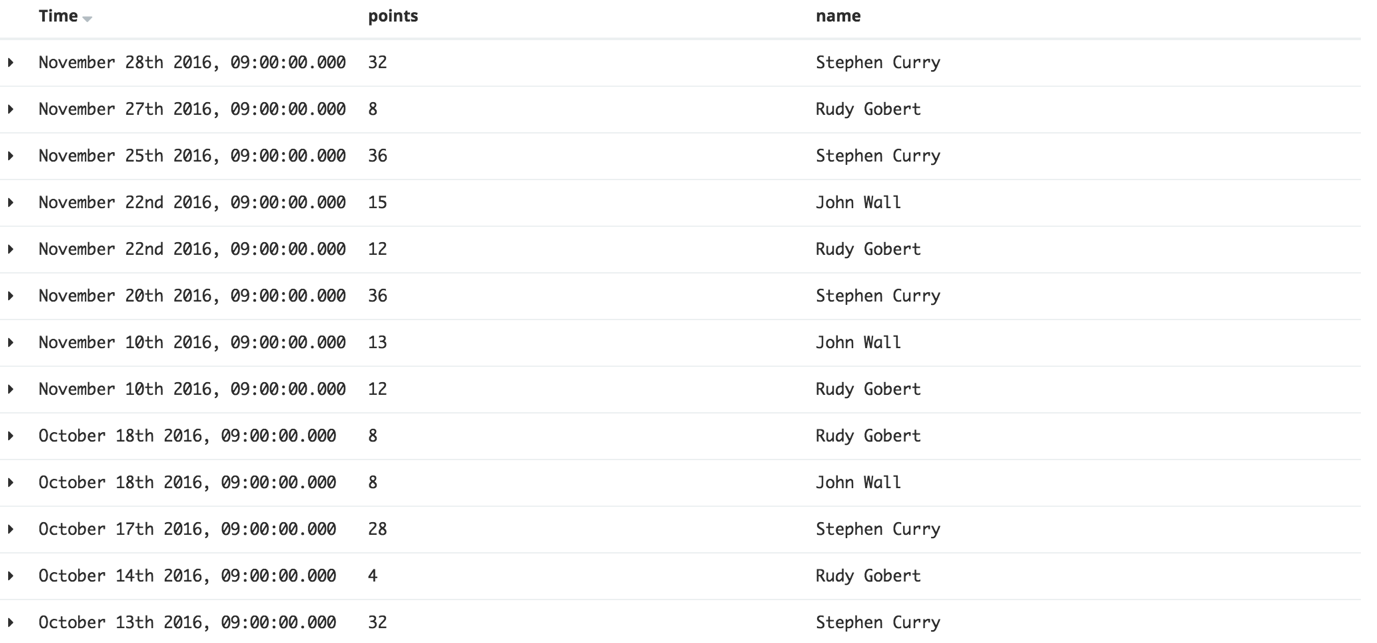 Time points name
November 28th 2016, 09:00:00.000 32 Stephen Curry
November 27th 2016, 09:00:00.000 8 Rudy Gobert
November 25th 2016, 09:00:00.000 36 Stephen Curry
November 22nd 2016, 09:00:00.000 15 John Wall
November 22nd 2016, 09:00:00.000 12 Rudy Gobert
November 20th 2016, 09:00:00.000 36 Stephen Curry
November 10th 2016, 09:00:00.000 13 John Wall
November 10th 2016, 09:00:00.000 12 Rudy Gobert
October 18th 2016, 09:00:00.000 8 Rudy Gobert
October 18th 2016, 09:00:00.000 8 John Wall
October 17th 2016, 09:00:00.000 28 Stephen Curry
October 14th 2016, 09:00:00.000 4 Rudy Gobert
October 13th 2016, 09:00:00.000 32 Stephen Curry